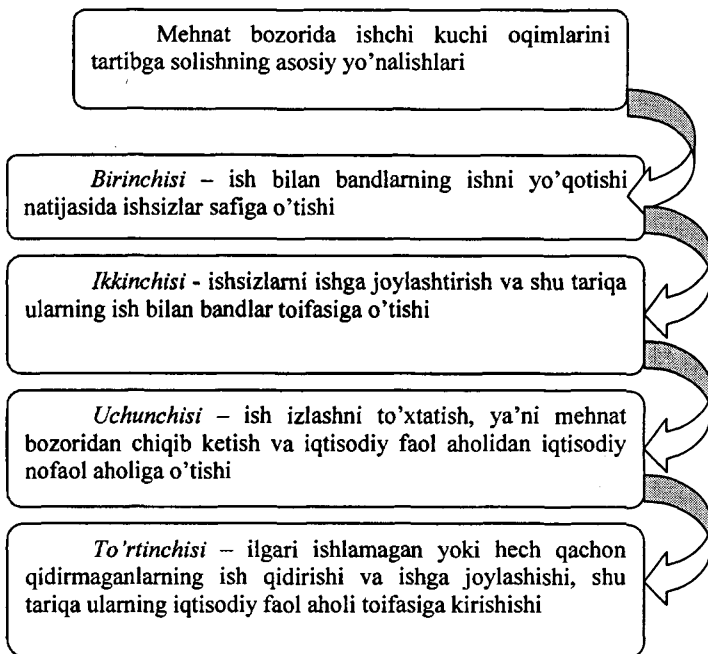 Mehnat bozorida ishchi kuchi oqimlarini
tartibga solishning asosiy yo'nalishlari
Birinchisi – ish bilan bandlarning ishni yo'qotishi
natijasida ishsizlar safiga o'tishi
Ikkinchisi - ishsizlarni ishga joylashtirish va shu tariqa
ularning ish bilan bandlar toifasiga o'tishi
Uchunchisi – ish izlashni to'xtatish, ya'ni mehnat
bozoridan chiqib ketish va iqtisodiy faol aholidan iqtisodiy
nofaol aholiga o'tishi
To'rtinchisi – ilgari ishlamagan yoki hech qachon
qidirmaganlarning ish qidirishi va ishga joylashishi, shu
tariqa ularning iqtisodiy faol aholi toifasiga kirishishi